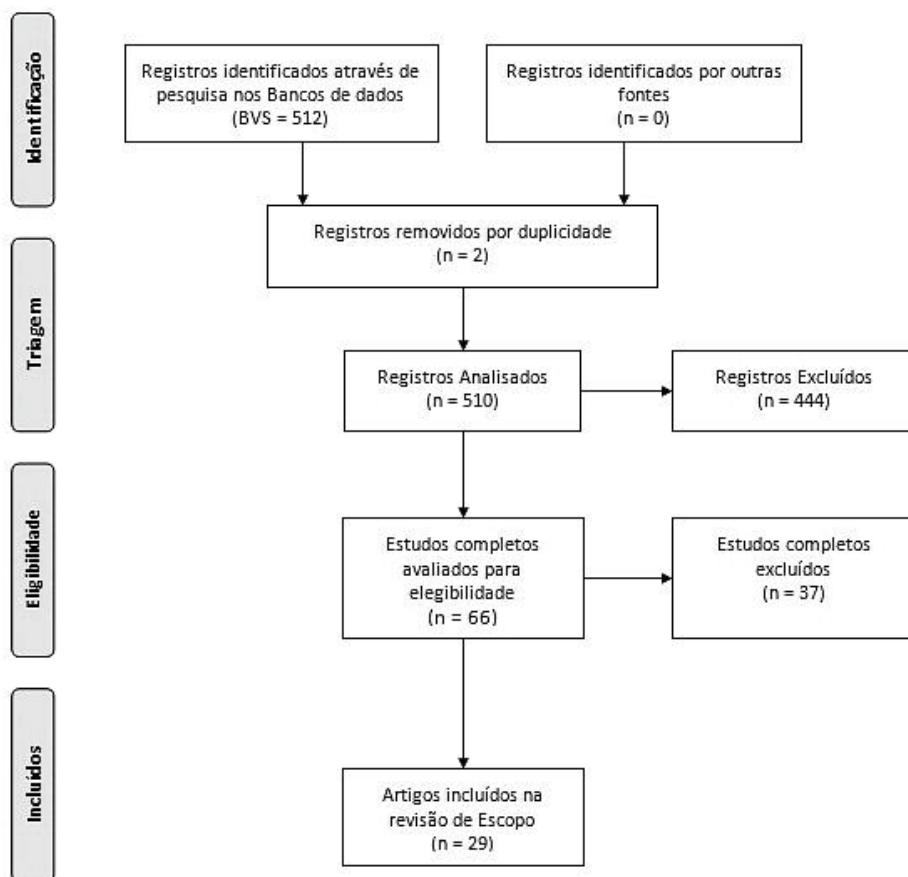 Identificação
Registros identificados através de
pesquisa nos Bancos de dados
(BVS = 512)
Registros identificados por outras
fontes
(n = 0)
Registros removidos por duplicidade
(n = 2)
Triagem
Registros Analisados
(n = 510)
Registros Excluídos
(n = 444)
Eligibilidade
Estudos completos
avaliados para
elegibilidade
(n = 66)
Estudos completos
excluídos
(n = 37)
Incluídos
Artigos incluídos na
revisão de Escopo
(n = 29)